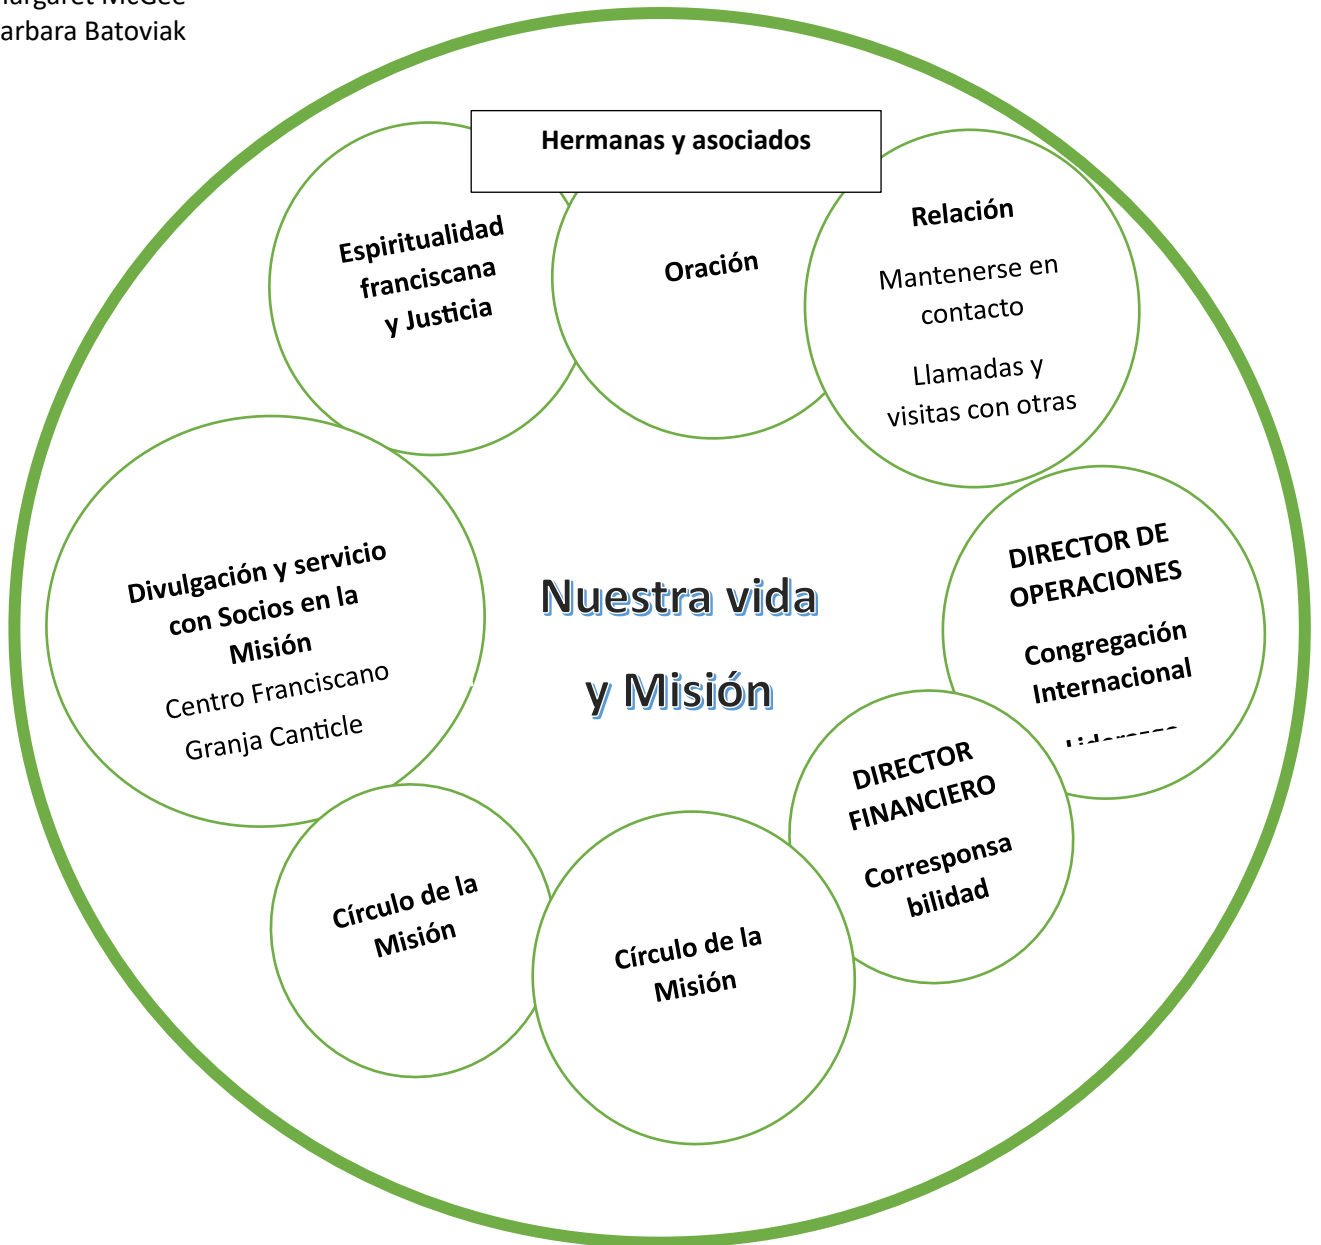 McGee
Batoviak
Hermanas y asociados
Espiritualidad
franciscana
y Justicia
Oración
Relación
Mantenerse en
contacto
Llamadas y
visitas con otras
DIRECTOR DE
OPERACIONES
Congregación
Internacional
Divulgación y servicio
con Socios en la
Misión
Centro Franciscano
Granja Canticle
Nuestra vida
y Misión
DIRECTOR
FINANCIERO
Corresponsa
bilidad
Círculo de la
Misión
Círculo de la
Misión